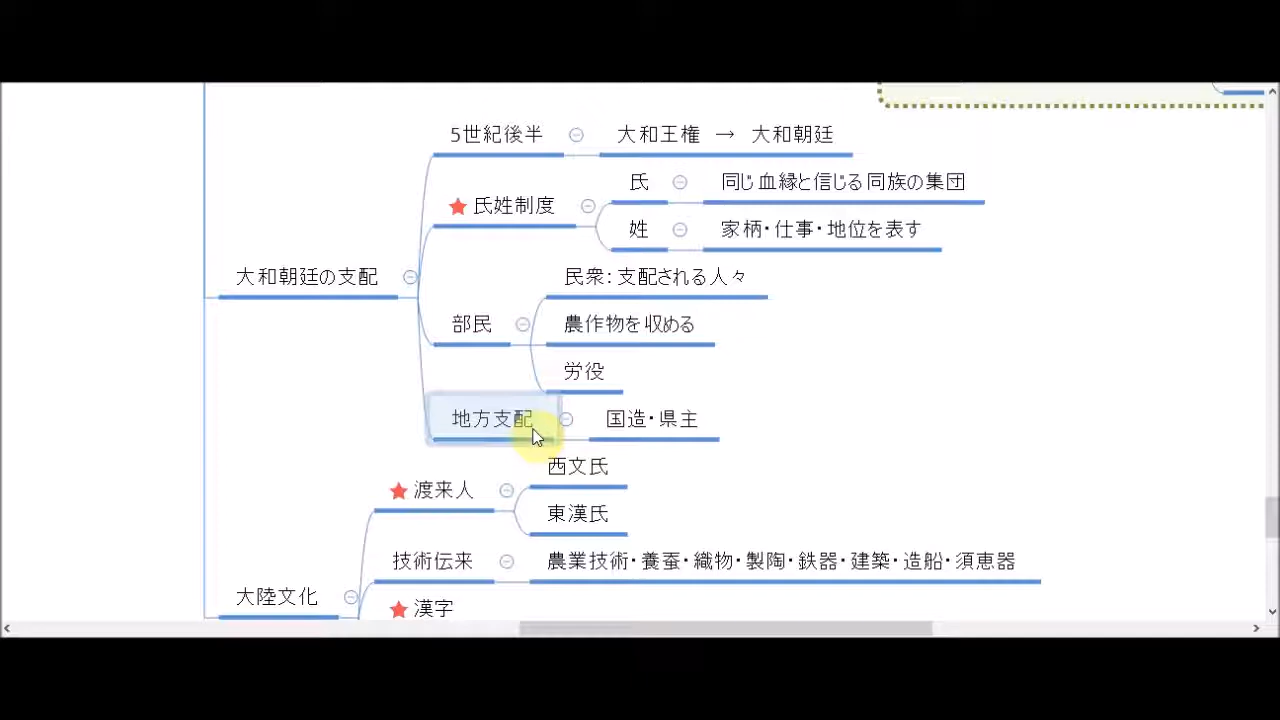 5世紀後半
大和王権 → 大和朝廷
氏
同じ血縁と信じる同族の集団
氏姓制度
姓
家柄・仕事・地位を表す
大和朝廷の支配
民衆:支配される人々
部民
農作物を収める
労役
地方支配
国造・県主
西文氏
渡来人
東漢氏
技術伝来
農業技術・養蚕・織物・製陶・鉄器・建築・造船・須恵器
大陸文化
漢字